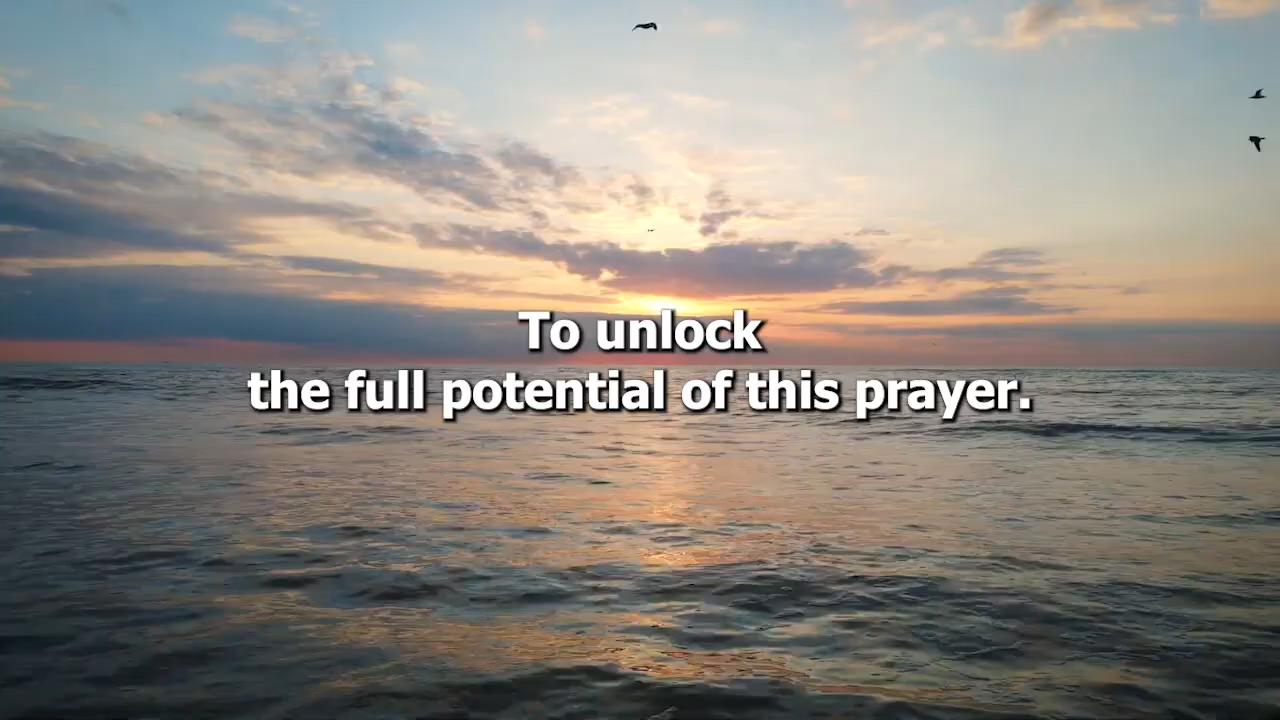 To unlock
the full potential of this prayer.